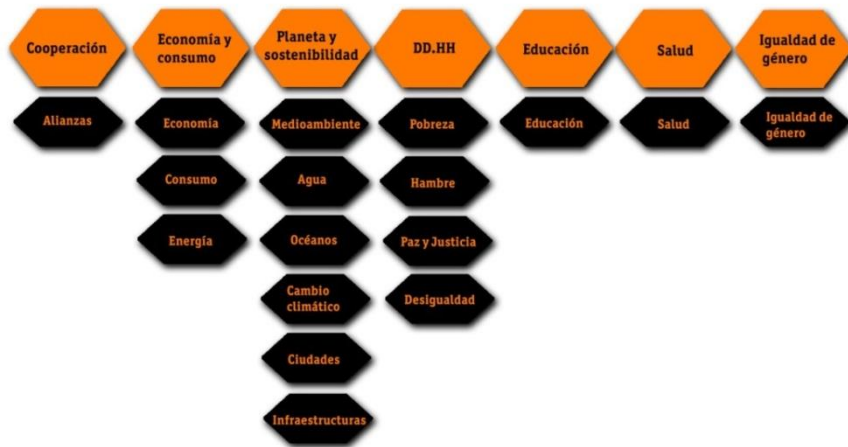 Cooperación
Economía y
consumo
Planeta y
sostenibilidad
DD.HH
Educación
Salud
Igualdad de
género
Alianzas
Economía
Medioambiente
Pobreza
Educación
Salud
Igualdad de
género
Consumo
Agua
Hambre
Energía
Océanos
Paz y Justicia
Cambio
climático
Desigualdad
Ciudades
Infraestructuras